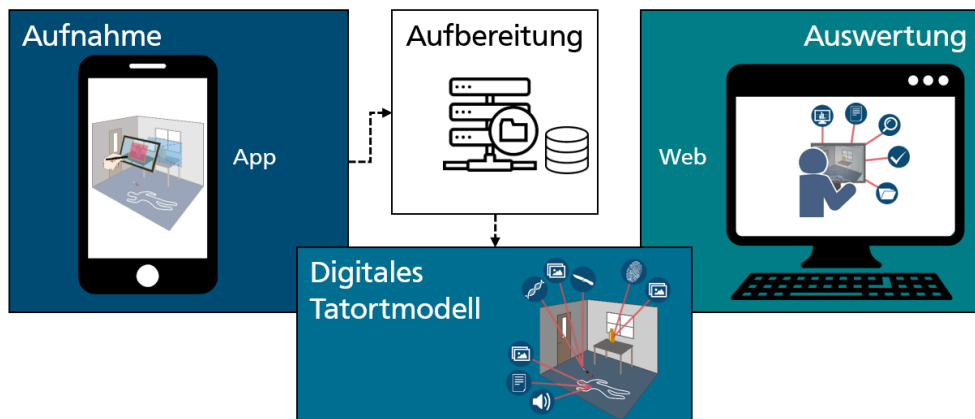 Aufnahme
App
Aufbereitung
Auswertung
Web
Digitales
Tatortmodell